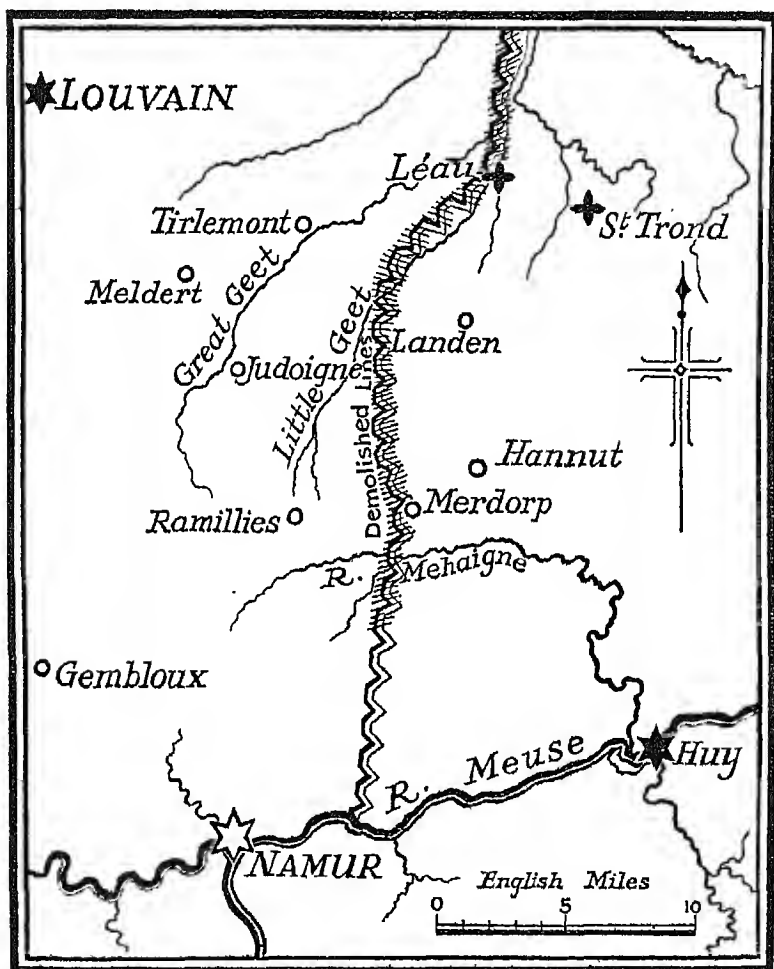 LOUVAIN
Léau
St. Trond
Tirlemont
Meldert
Great Geet
Little Geet
Landen
Judoigne
Demolished Lines
Hannut
Merdorp
Ramillies
R. Mehaigne
Gembloux
R. Meuse
Huy
NAMUR
English Miles
0 5 10